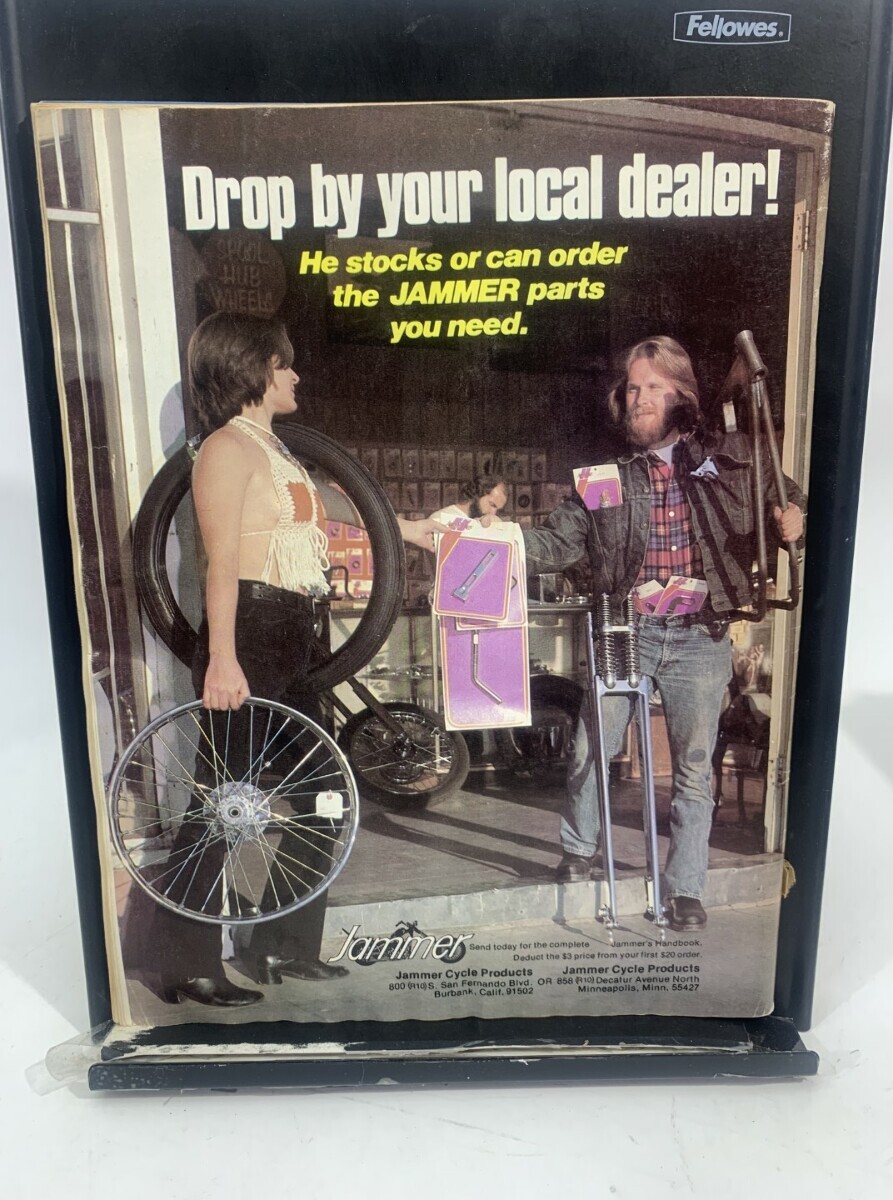 Fellowes.
Drop by your local dealer!
He stocks or can order
the JAMMER parts
you need.
SPOOL
HUB
WHEELS
Jammer
Send today for the complete Jammer's Handbook.
Deduct the $3 price from your first $20 order.
Jammer Cycle Products
800 (R10) S. San Fernando Blvd.
Burbank, Calif. 91502
OR
Jammer Cycle Products
858 (R10) Decatur Avenue North
Minneapolis, Minn. 55427